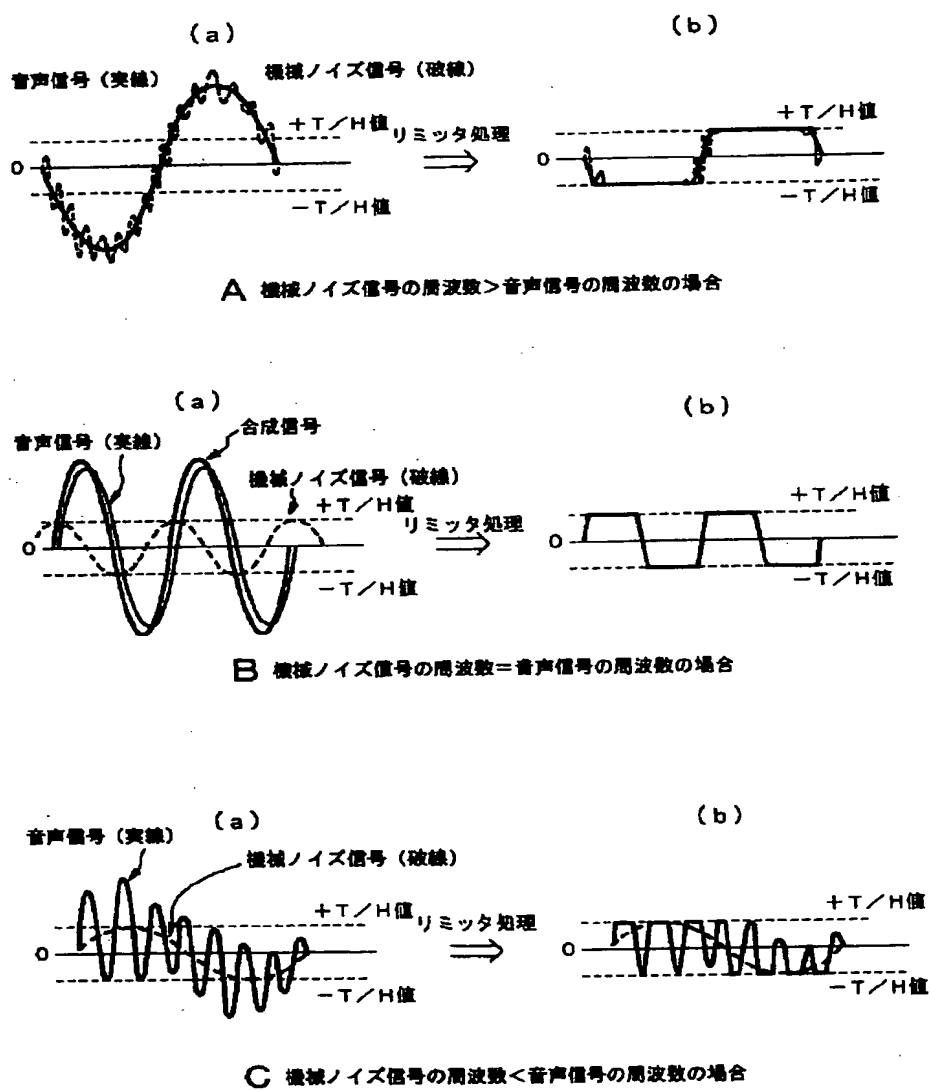 (a)
(b)
音声信号(実線)
機械ノイズ信号(破線)
+T/H値
リミッタ処理
+T/H値
0
0
-T/H値
-T/H値
A 機械ノイズ信号の周波数>音声信号の周波数の場合
(a)
(b)
音声信号(実線)
合成信号
機械ノイズ信号(破線)
+T/H値
リミッタ処理
+T/H値
0
0
-T/H値
-T/H値
B 機械ノイズ信号の周波数=音声信号の周波数の場合
(a)
(b)
音声信号(実線)
機械ノイズ信号(破線)
+T/H値
リミッタ処理
+T/H値
0
0
-T/H値
-T/H値
C 機械ノイズ信号の周波数<音声信号の周波数の場合